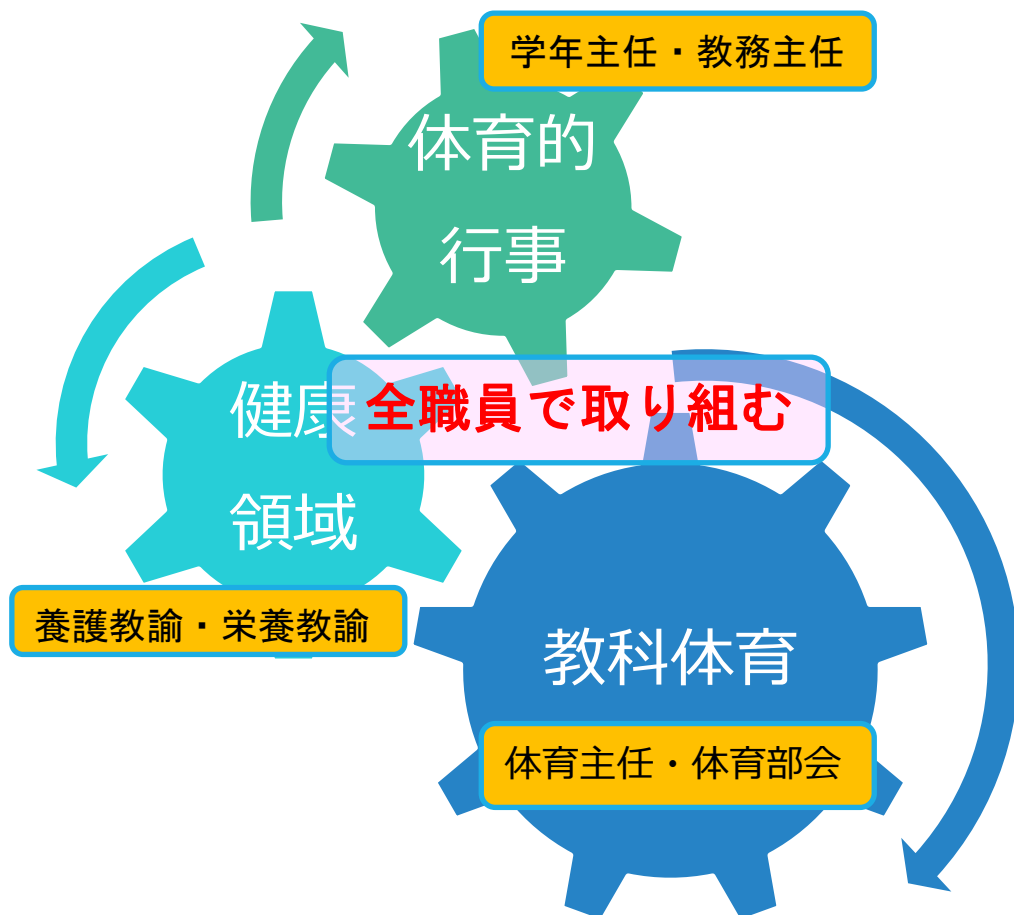 学年主任・教務主任
体育的
行事
健康
領域
全職員で取り組む
養護教諭・栄養教諭
教科体育
体育主任・体育部会